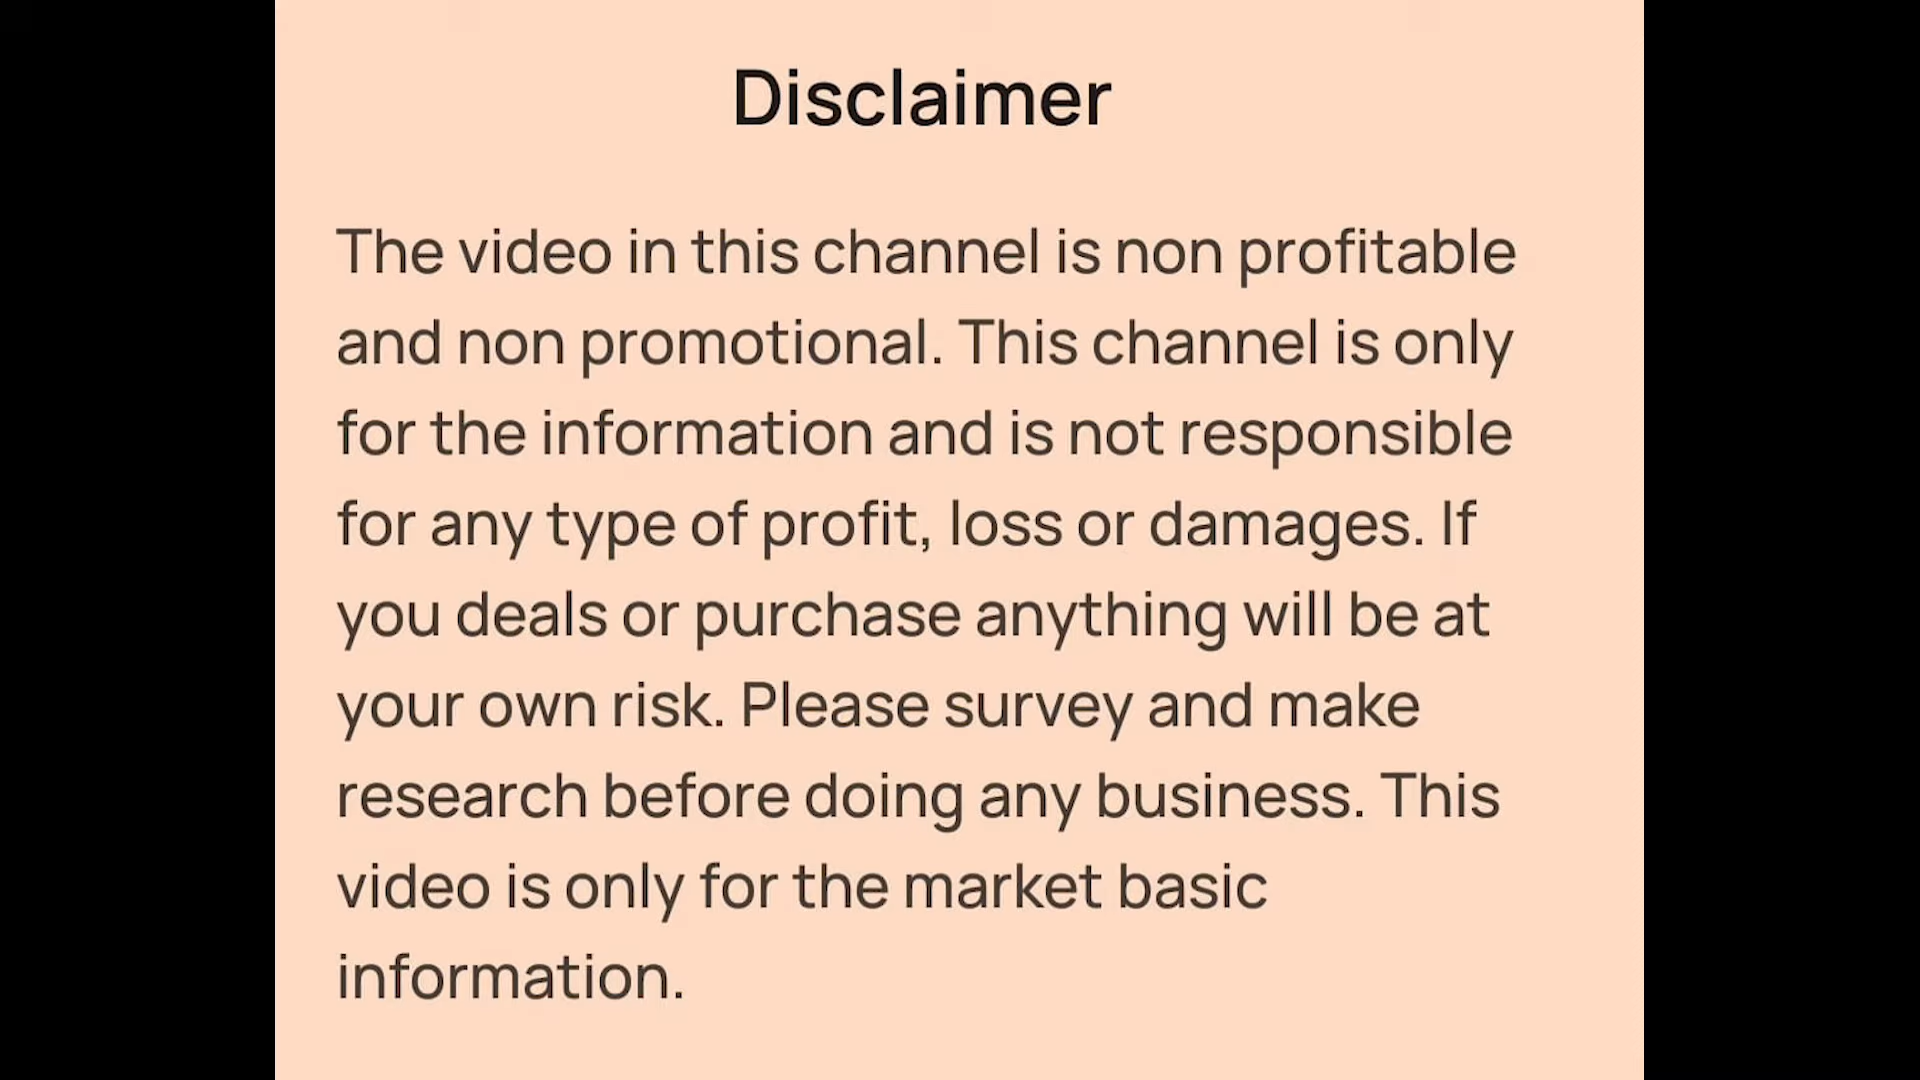 Disclaimer
The video in this channel is non profitable
and non promotional. This channel is only
for the information and is not responsible
for any type of profit, loss or damages. If
you deals or purchase anything will be at
your own risk. Please survey and make
research before doing any business. This
video is only for the market basic
information.